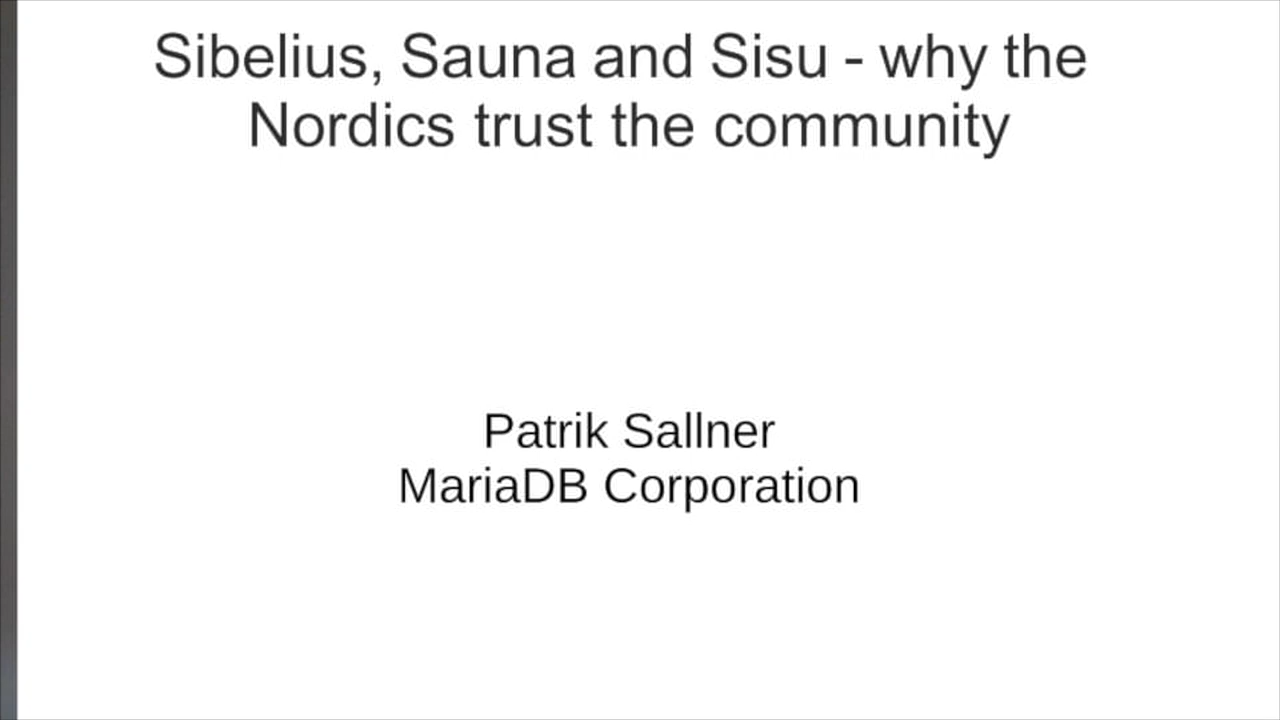 Sibelius, Sauna and Sisu - why the
Nordics trust the community
Patrik Sallner
MariaDB Corporation